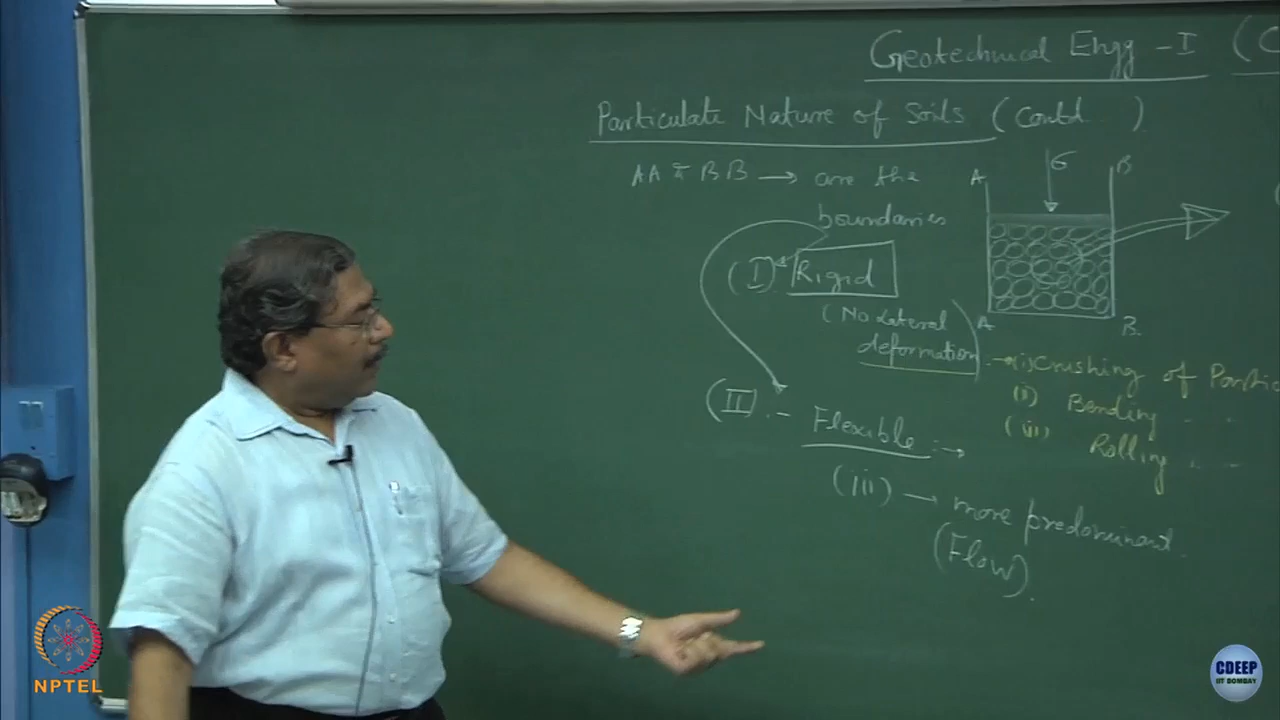 Geotechnical Engg - I (C
Particulate Nature of Soils (Contd )
AA & BB → are the
boundaries
A
σ
B
(I) Rigid
(No Lateral
deformation)
A
B
→ (i) Crushing of Partic
(ii) Bending " "
(iii) Rolling " "
(II) :- Flexible :→
(iii) → more predominant.
(Flow).
NPTEL
CDEEP
IIT BOMBAY